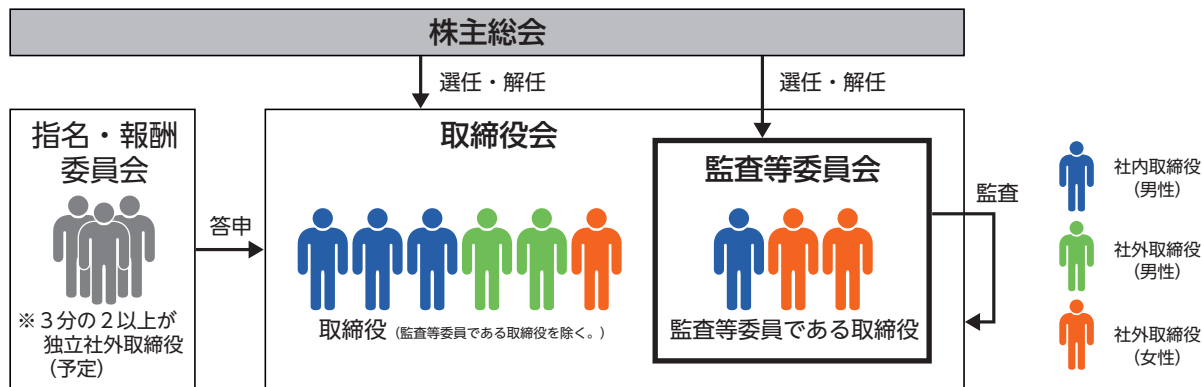 株主総会
選任・解任
選任・解任
指名・報酬
委員会
答申
※３分の２以上が
独立社外取締役
（予定）
取締役会
取締役（監査等委員である取締役を除く。）
監査等委員会
監査等委員である取締役
監査
社内取締役
（男性）
社外取締役
（男性）
社外取締役
（女性）